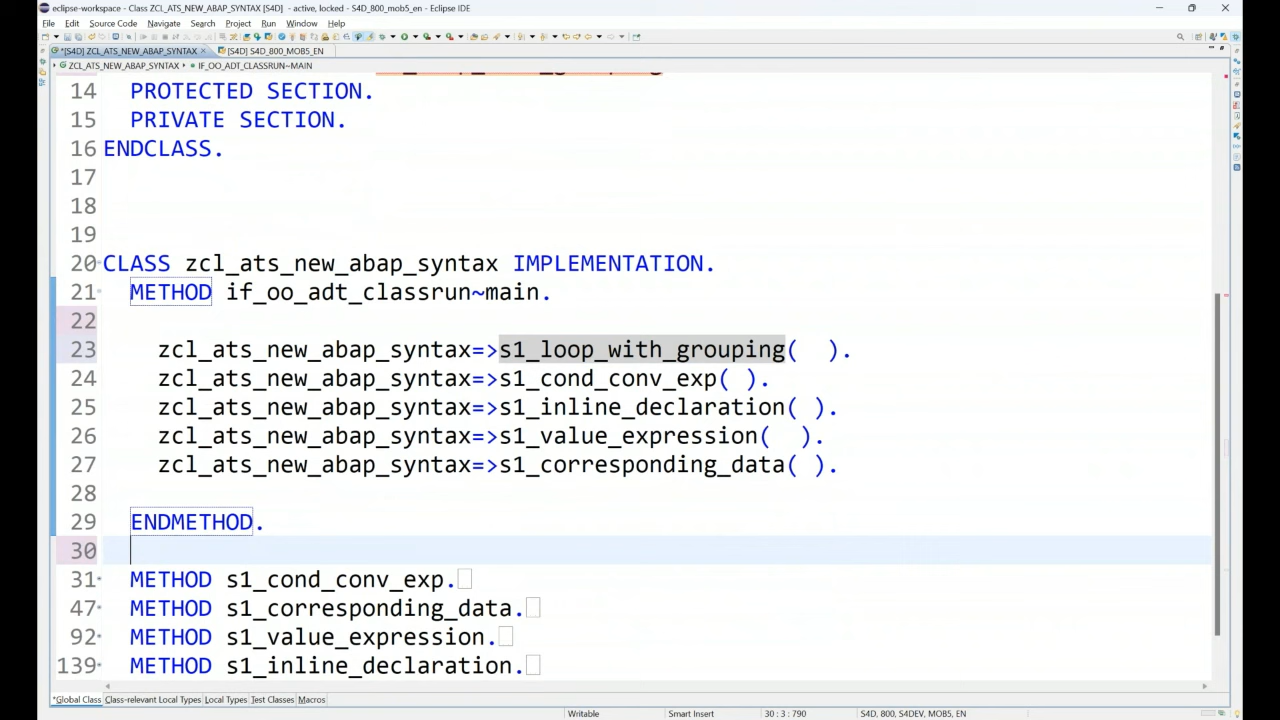 eclipse-workspace - Class ZCL_ATS_NEW_ABAP_SYNTAX [S4D] - active, locked - S4D_800_mob5_en - Eclipse IDE
File Edit Source Code Navigate Search Project Run Window Help
*[S4D] ZCL_ATS_NEW_ABAP_SYNTAX [S4D] S4D_800_MOB5_EN
ZCL_ATS_NEW_ABAP_SYNTAX IF_OO_ADT_CLASSRUN~MAIN
14 PROTECTED SECTION.
15 PRIVATE SECTION.
16 ENDCLASS.
17
18
19
20 CLASS zcl_ats_new_abap_syntax IMPLEMENTATION.
21 METHOD if_oo_adt_classrun~main.
22
23 zcl_ats_new_abap_syntax=>s1_loop_with_grouping(  ).
24 zcl_ats_new_abap_syntax=>s1_cond_conv_exp( ).
25 zcl_ats_new_abap_syntax=>s1_inline_declaration( ).
26 zcl_ats_new_abap_syntax=>s1_value_expression(  ).
27 zcl_ats_new_abap_syntax=>s1_corresponding_data( ).
28
29 ENDMETHOD.
30
31 METHOD s1_cond_conv_exp.
47 METHOD s1_corresponding_data.
92 METHOD s1_value_expression.
139 METHOD s1_inline_declaration.
*Global Class Class-relevant Local Types Local Types Test Classes Macros
Writable Smart Insert 30 : 3 : 790 S4D, 800, S4DEV, MOB5, EN